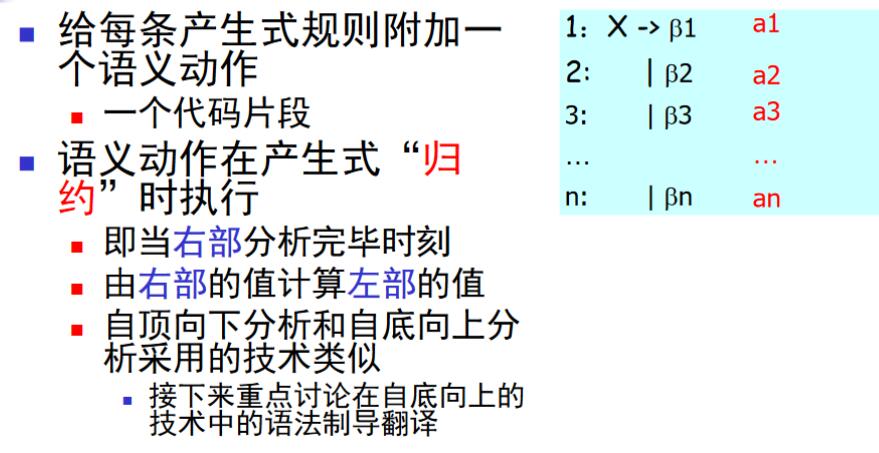 给每条产生式规则附加一
个语义动作
一个代码片段
语义动作在产生式“归
约”时执行
即当右部分析完毕时刻
由右部的值计算左部的值
自顶向下分析和自底向上分
析采用的技术类似
接下来重点讨论在自底向上的
技术中的语法制导翻译
1: X -> β1 a1
2: | β2 a2
3: | β3 a3
… …
n: | βn an